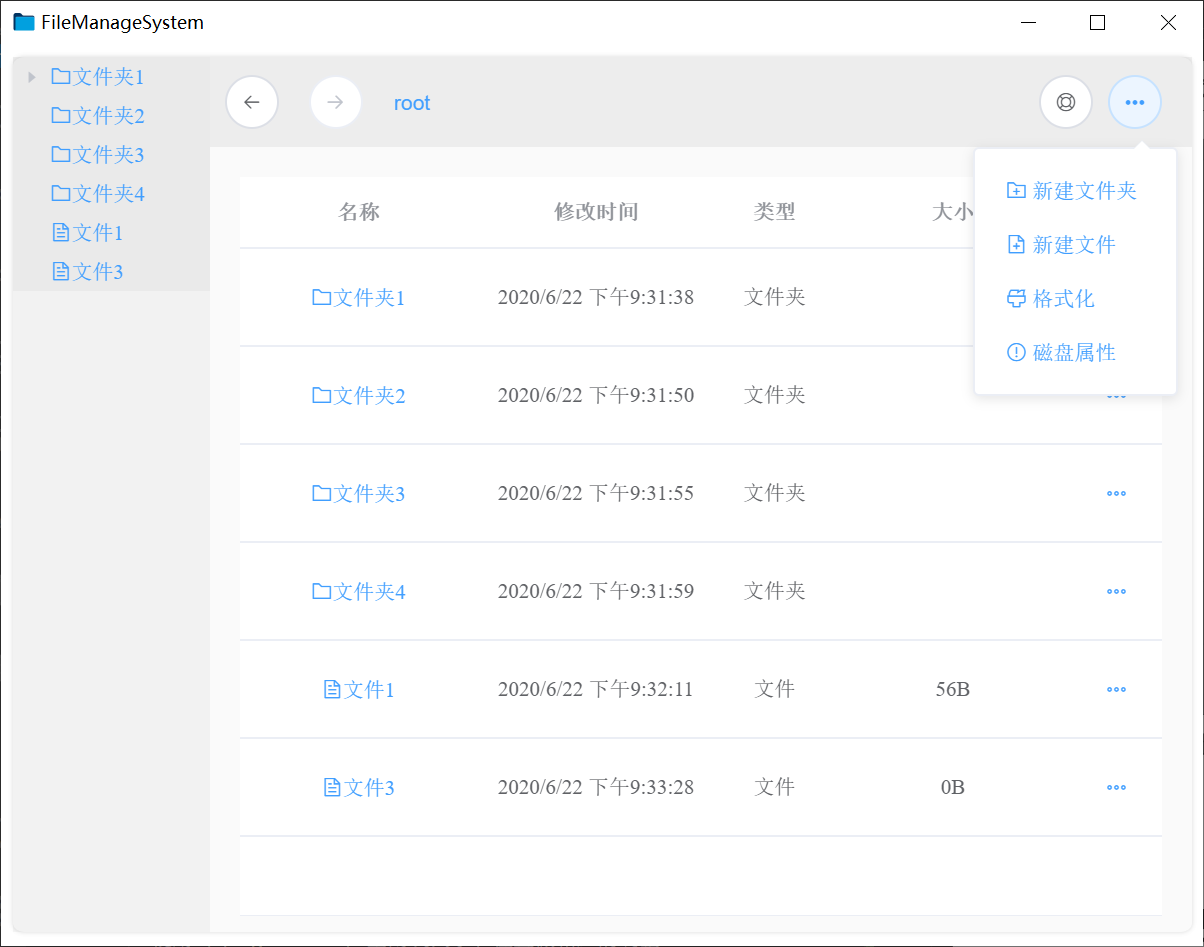 FileManageSystem
文件夹1
文件夹2
文件夹3
文件夹4
文件1
文件3
root
新建文件夹
新建文件
格式化
磁盘属性
名称 修改时间 类型 大小
文件夹1 2020/6/22 下午9:31:38 文件夹
文件夹2 2020/6/22 下午9:31:50 文件夹
文件夹3 2020/6/22 下午9:31:55 文件夹
文件夹4 2020/6/22 下午9:31:59 文件夹
文件1 2020/6/22 下午9:32:11 文件 56B
文件3 2020/6/22 下午9:33:28 文件 0B